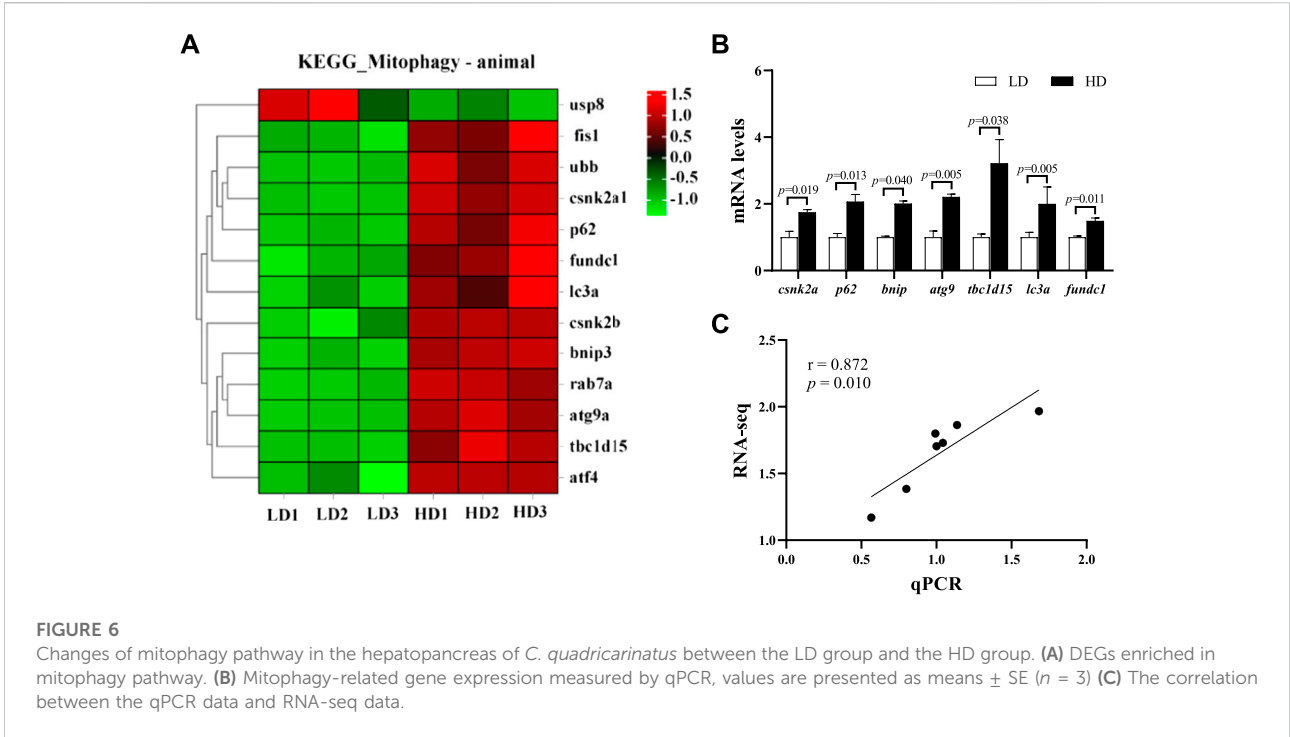 A
KEGG_Mitophagy - animal
usp8
fis1
ubb
csnk2a1
p62
fundc1
lc3a
csnk2b
bnip3
rab7a
atg9a
tbc1d15
atf4
LD1 LD2 LD3 HD1 HD2 HD3
1.5
1.0
0.5
0.0
-0.5
-1.0
B
LD HD
mRNA levels
6
4
2
0
p=0.019
p=0.013
p=0.040
p=0.005
p=0.038
p=0.005
p=0.011
csnk2a p62 bnip atg9 tbc1d15 lc3a fundc1
C
r = 0.872
p = 0.010
RNA-seq
2.5
2.0
1.5
1.0
0.0 0.5 1.0 1.5 2.0
qPCR
FIGURE 6
Changes of mitophagy pathway in the hepatopancreas of C. quadricarinatus between the LD group and the HD group. (A) DEGs enriched in
mitophagy pathway. (B) Mitophagy-related gene expression measured by qPCR, values are presented as means ± SE (n = 3) (C) The correlation
between the qPCR data and RNA-seq data.